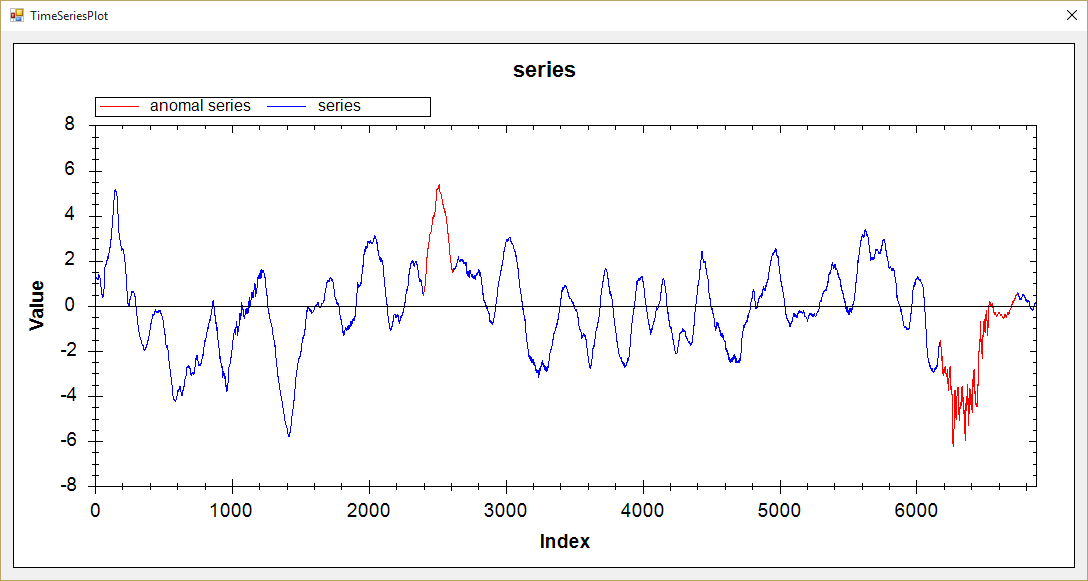 TimeSeriesPlot
series
anomal series series
8
6
4
2
0
-2
-4
-6
-8
Value
0 1000 2000 3000 4000 5000 6000
Index